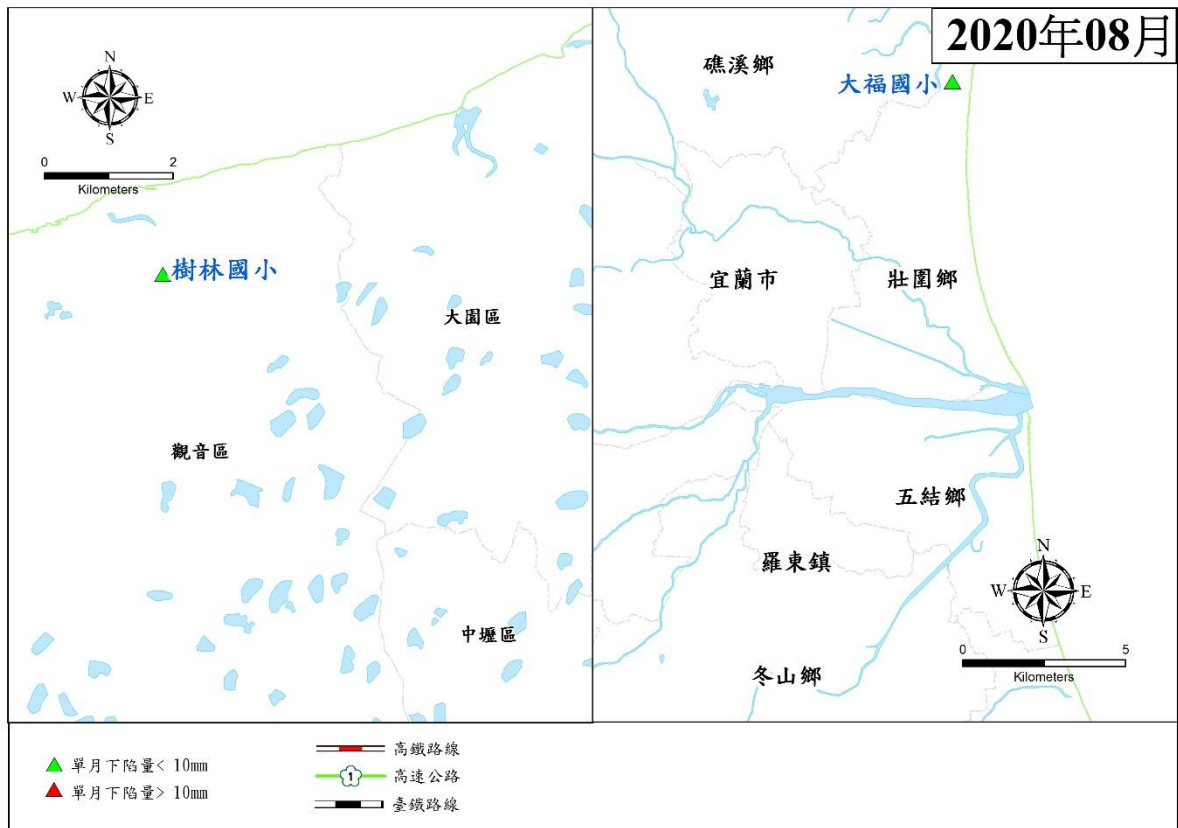 2020年08月
N
W
E
S
0
2
Kilometers
樹林國小
大園區
觀音區
中壢區
礁溪鄉
大福國小
宜蘭市
壯圍鄉
五結鄉
羅東鎮
冬山鄉
N
W
E
S
0
5
Kilometers
單月下陷量< 10mm
單月下陷量> 10mm
高鐵路線
1
高速公路
臺鐵路線